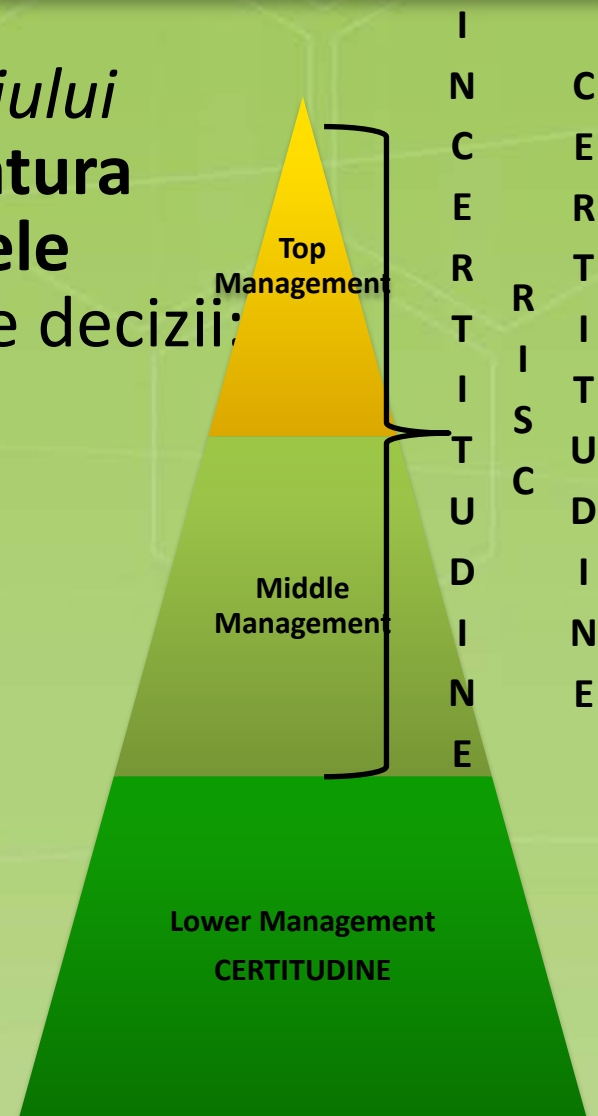 iului
tura
ele
e decizii:
Top
Management
Middle
Management
Lower Management
CERTITUDINE
INCERTITUDINE
RISC
CERTITUDINE